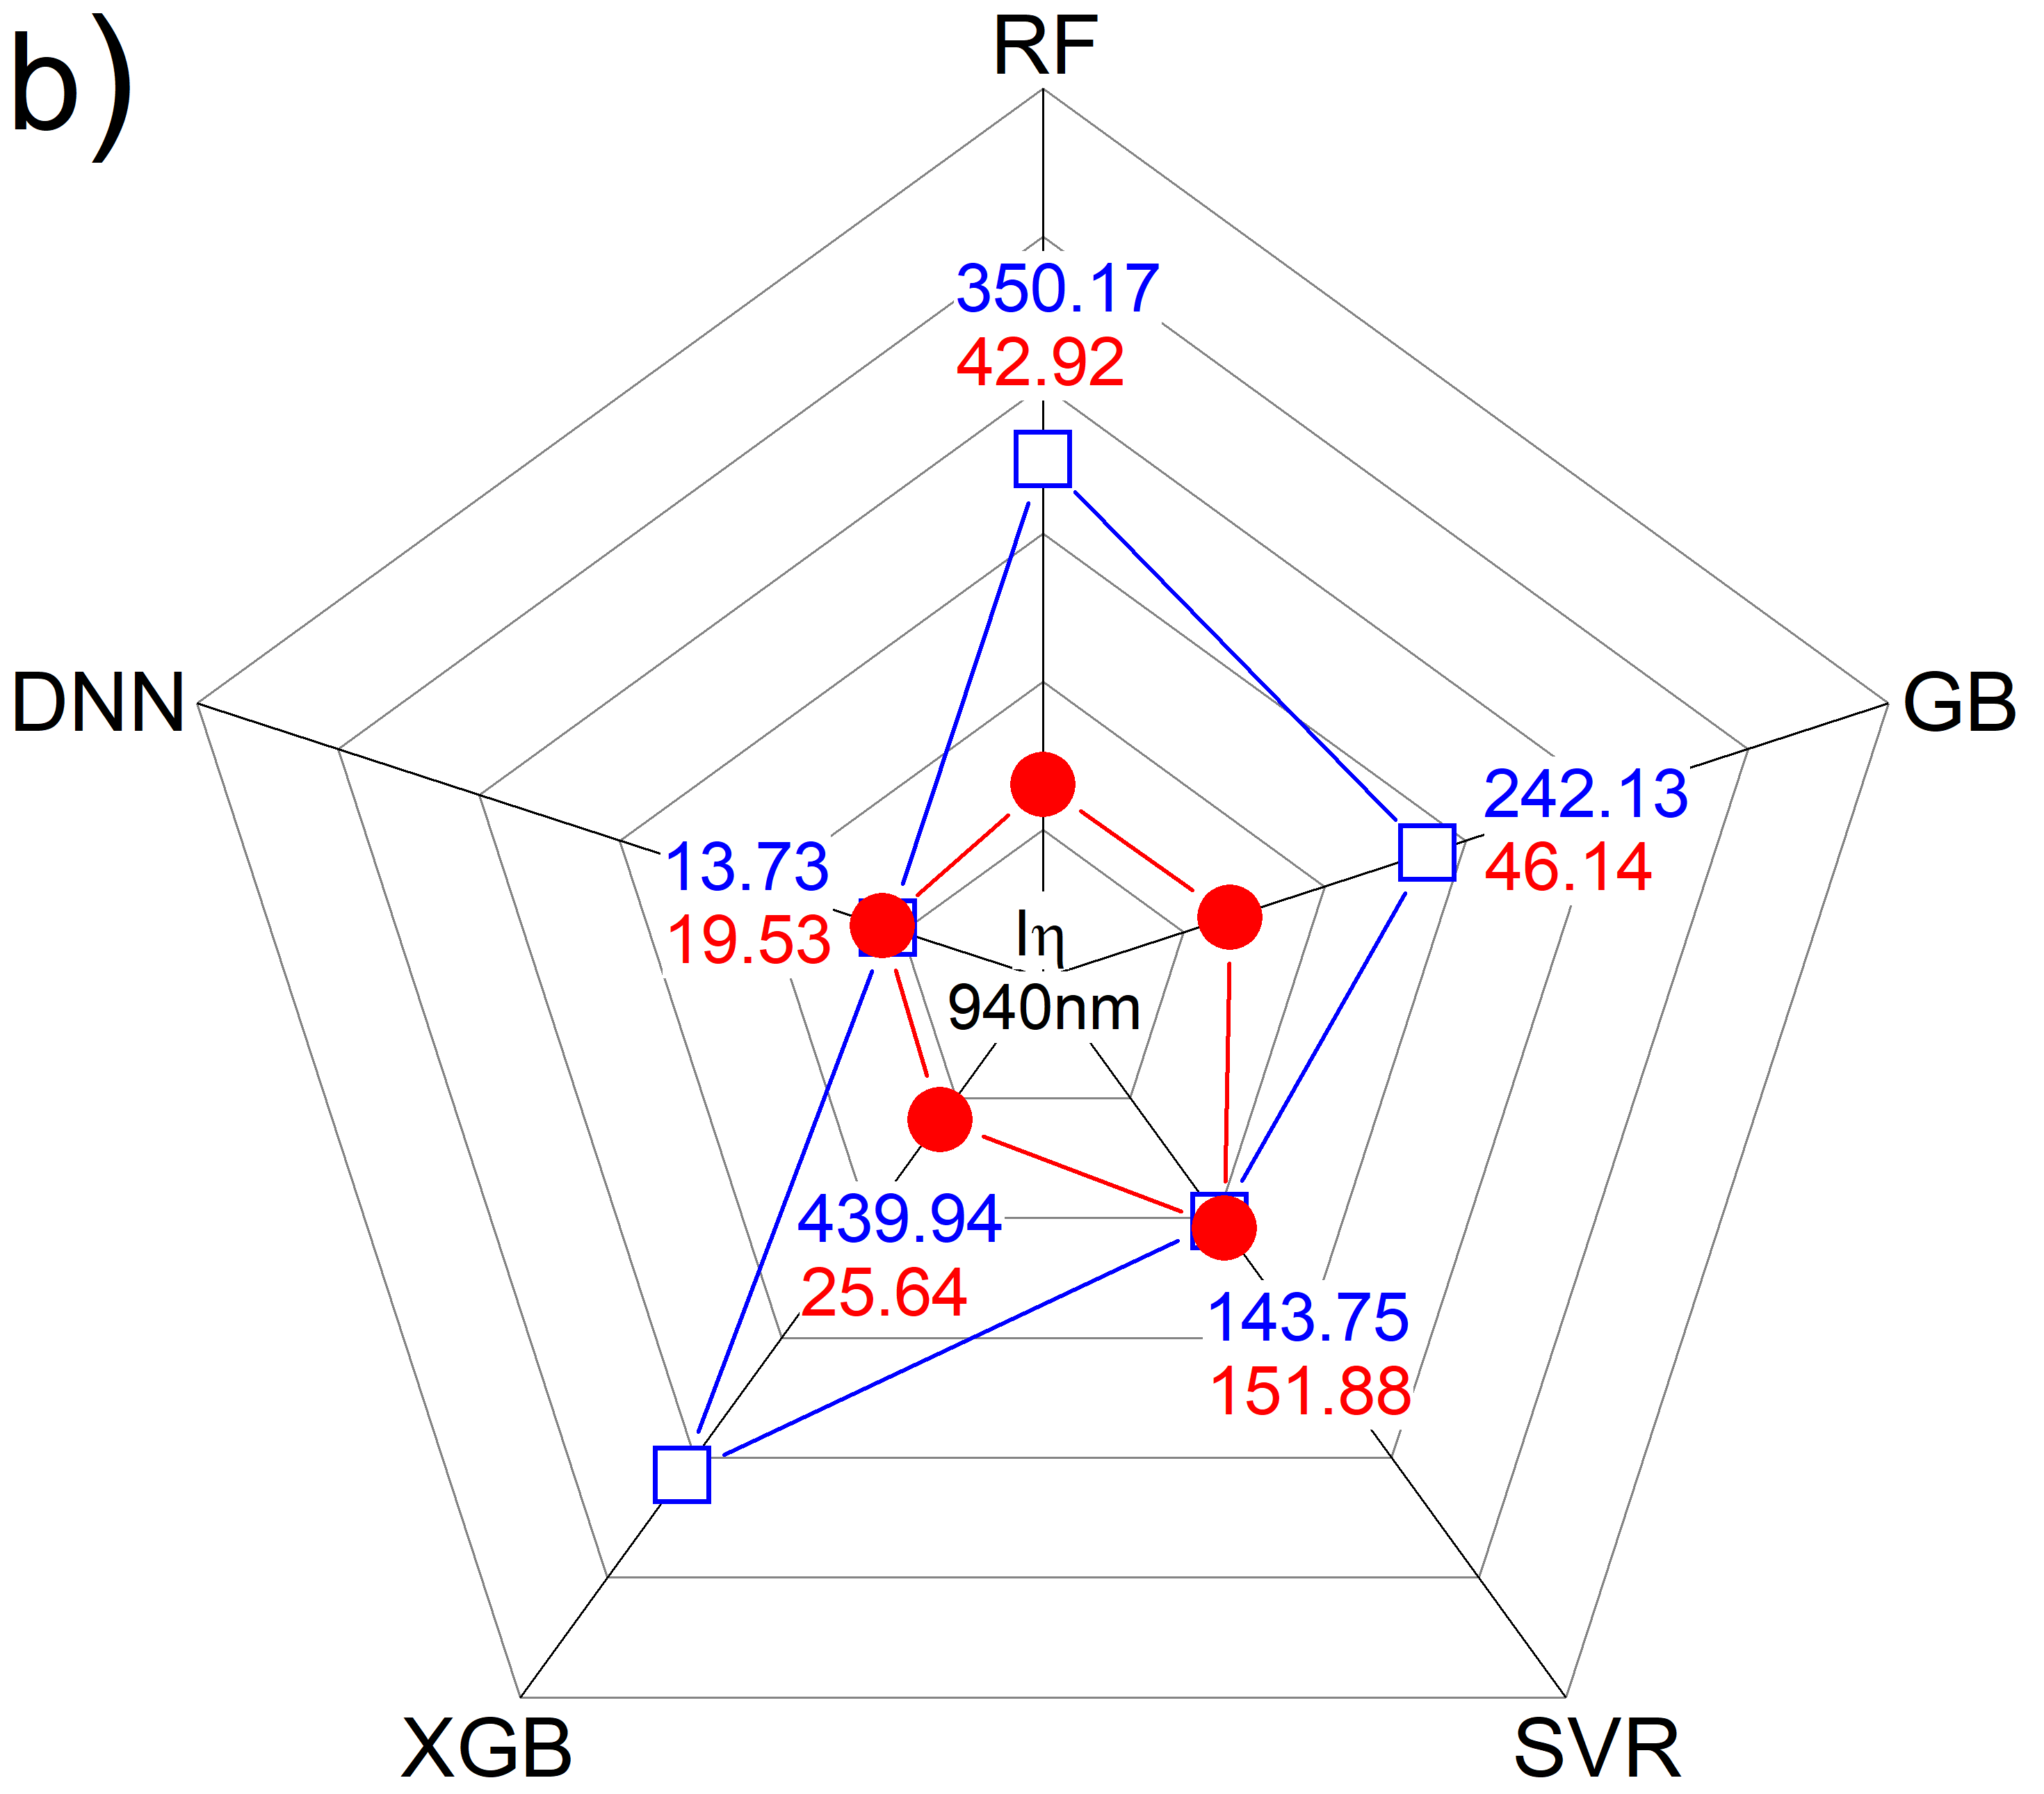 b)
RF
350.17
42.92
DNN
GB
242.13
46.14
13.73
19.53
Iη
940nm
439.94
25.64
143.75
151.88
XGB
SVR